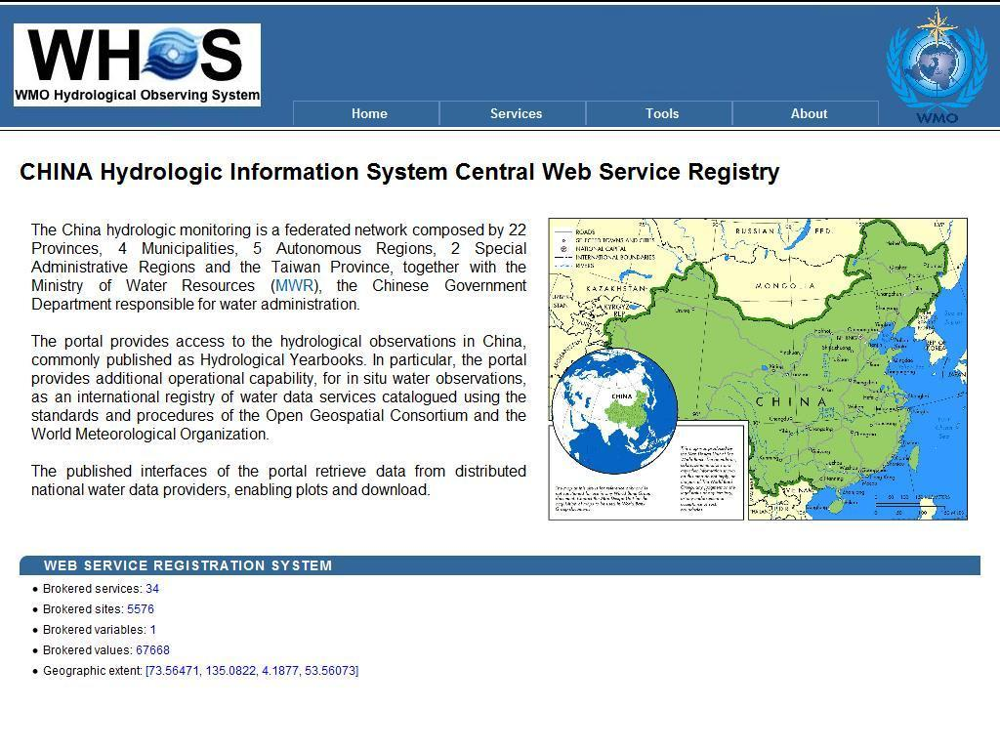 WHOS
WMO Hydrological Observing System
WMO
Home Services Tools About
CHINA Hydrologic Information System Central Web Service Registry
The China hydrologic monitoring is a federated network composed by 22
Provinces, 4 Municipalities, 5 Autonomous Regions, 2 Special
Administrative Regions and the Taiwan Province, together with the
Ministry of Water Resources (MWR), the Chinese Government
Department responsible for water administration.
The portal provides access to the hydrological observations in China,
commonly published as Hydrological Yearbooks. In particular, the portal
provides additional operational capability, for in situ water observations,
as an international registry of water data services catalogued using the
standards and procedures of the Open Geospatial Consortium and the
World Meteorological Organization.
The published interfaces of the portal retrieve data from distributed
national water data providers, enabling plots and download.
ROADS
SELECTED TOWNS AND CITIES
NATIONAL CAPITAL
INTERNATIONAL BOUNDARIES
RIVERS
RUSSIAN FED.
KAZAKHSTAN
MONGOLIA
KYRGYZ
REP.
CHINA
CHINA
JAPAN
WEB SERVICE REGISTRATION SYSTEM
• Brokered services: 34
• Brokered sites: 5576
• Brokered variables: 1
• Brokered values: 67668
• Geographic extent: [73.56471, 135.0822, 4.1877, 53.56073]